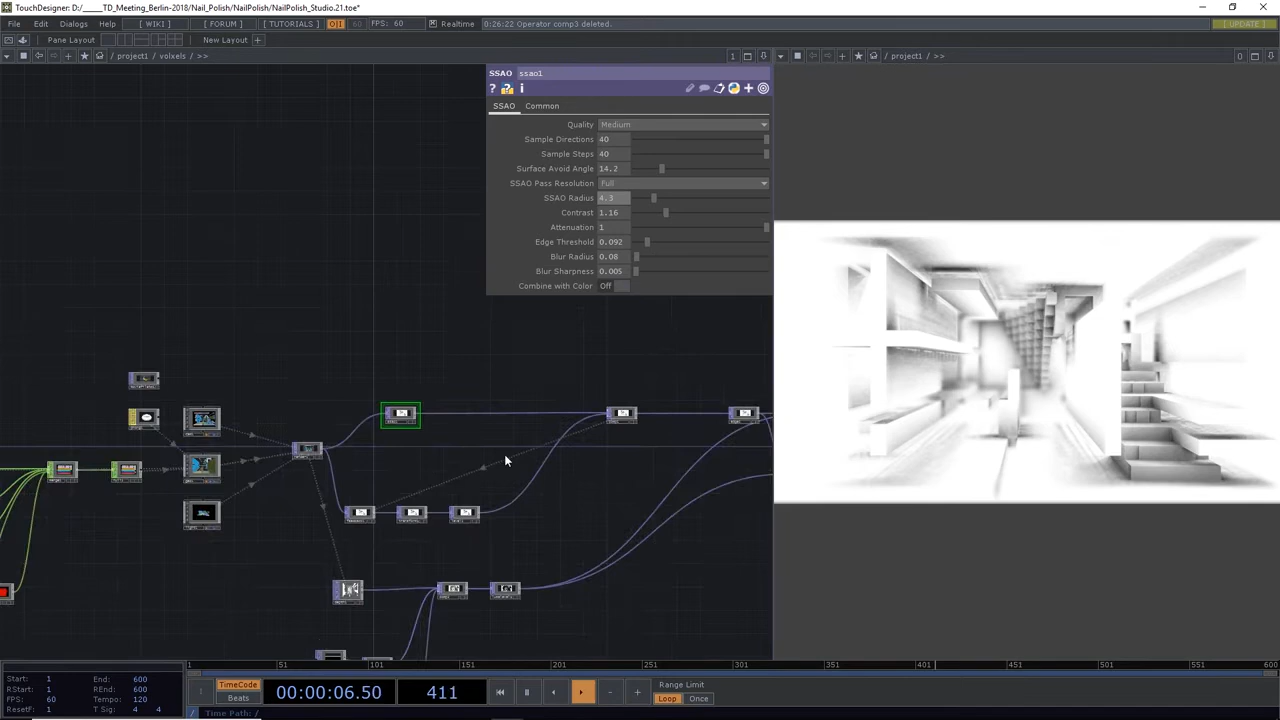 TouchDesigner: D:/_____TD_Meeting_Berlin-2018/Nail_Polish/NailPolish_Studio.21.toe*
File Edit Dialogs Help [ WIKI ] [ FORUM ] [ TUTORIALS ] O|I FPS: 60 Realtime 0:26:22 Operator comp3 deleted. [ UPDATE ]
Pane Layout New Layout +
/ project1 / volxels / >> 1
/ project1 / >> 0
SSAO ssao1
? ? i
SSAO Common
Quality Medium
Sample Directions 40
Sample Steps 40
Surface Avoid Angle 14.2
SSAO Pass Resolution Full
SSAO Radius 4.3
Contrast 1.16
Attenuation 1
Edge Threshold 0.092
Blur Radius 0.08
Blur Sharpness 0.005
Combine with Color Off
1 51 101 151 201 251 301 351 401 451 501 551 600
Start: 1 End: 600
RStart: 1 REnd: 600
FPS: 60 Tempo: 120
ResetF: 1 T Sig: 4 4
TimeCode
Beats
00:00:06.50 411
Range Limit
Loop Once
Time Path: /